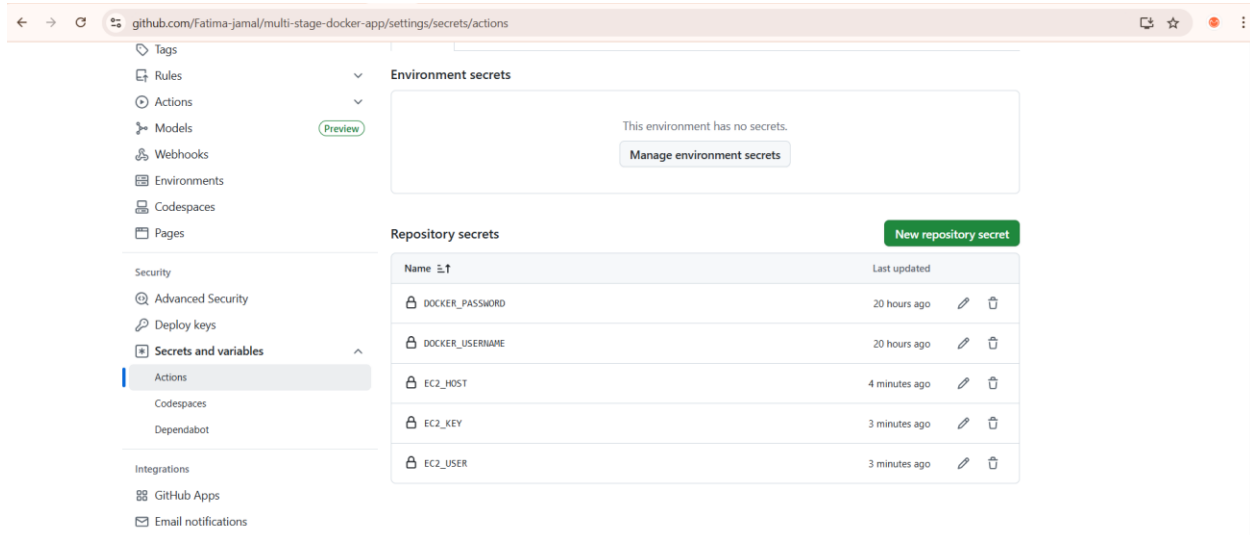 github.com/Fatima-jamal/multi-stage-docker-app/settings/secrets/actions
Tags
Rules
Actions
Models Preview
Webhooks
Environments
Codespaces
Pages
Security
Advanced Security
Deploy keys
Secrets and variables
Actions
Codespaces
Dependabot
Integrations
GitHub Apps
Email notifications
Environment secrets
This environment has no secrets.
Manage environment secrets
Repository secrets New repository secret
Name Last updated
DOCKER_PASSWORD 20 hours ago
DOCKER_USERNAME 20 hours ago
EC2_HOST 4 minutes ago
EC2_KEY 3 minutes ago
EC2_USER 3 minutes ago